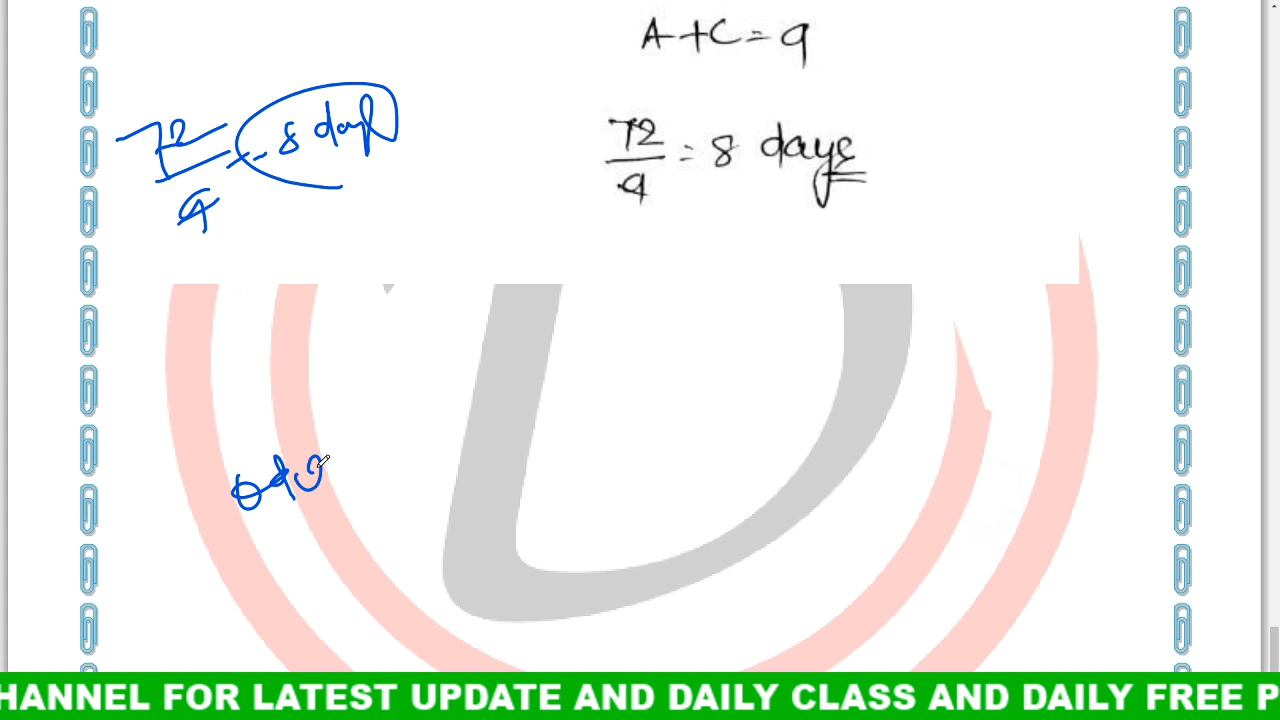 A+C=9
72/9 = 8 days
72/9 = 8 days
HANNEL FOR LATEST UPDATE AND DAILY CLASS AND DAILY FREE P